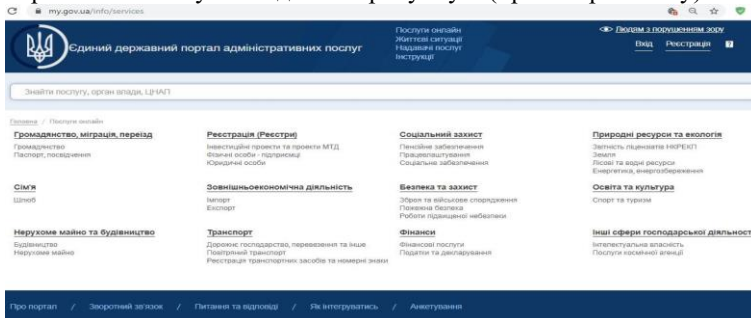 my.gov.ua/info/services
Єдиний державний портал адміністративних послуг
Послуги онлайн
Життєві ситуації
Надавачі послуг
Інструкції
Людям з порушенням зору
Вхід Реєстрація ?
Знайти послугу, орган влади, ЦНАП
Головна / Послуги онлайн
Громадянство, міграція, переїзд
Громадянство
Паспорт, посвідчення
Реєстрація (Реєстри)
Інвестиційні проекти та проекти МТД
Фізичні особи - підприємці
Юридичні особи
Соціальний захист
Пенсійне забезпечення
Працевлаштування
Соціальне забезпечення
Природні ресурси та екологія
Звітність ліцензіатів НКРЕКП
Земля
Лісові та водні ресурси
Енергетика, енергозбереження
Сім'я
Шлюб
Зовнішньоекономічна діяльність
Імпорт
Експорт
Безпека та захист
Зброя та військове спорядження
Пожежна безпека
Роботи підвищеної небезпеки
Освіта та культура
Спорт та туризм
Нерухоме майно та будівництво
Будівництво
Нерухоме майно
Транспорт
Дорожнє господарство, перевезення та інше
Повітряний транспорт
Реєстрація транспортних засобів та номерні знаки
Фінанси
Фінансові послуги
Податки та декларування
Інші сфери господарської діяльност
Інтелектуальна власність
Послуги космічної агенції
Про портал / Зворотний зв'язок / Питання та відповіді / Як інтегруватись / Анкетування